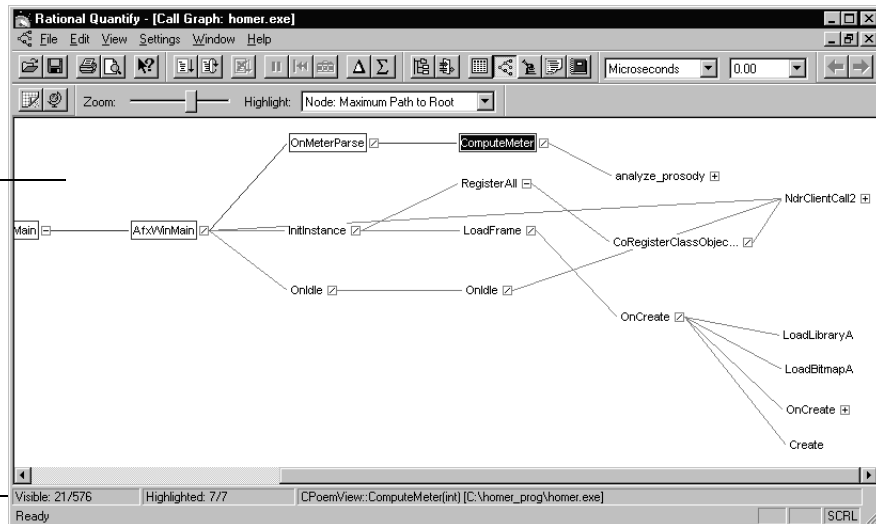 Rational Quantify - [Call Graph: homer.exe]
File Edit View Settings Window Help
Microseconds 0.00
Zoom: Highlight: Node: Maximum Path to Root
OnMeterParse ComputeMeter
analyze_prosody
RegisterAll
NdrClientCall2
Main AfxWinMain InitInstance LoadFrame
CoRegisterClassObjec...
OnIdle OnIdle
OnCreate
LoadLibraryA
LoadBitmapA
OnCreate
Create
Visible: 21/576 Highlighted: 7/7 CPoemView::ComputeMeter(int) [C:\homer_prog\homer.exe]
Ready SCRL